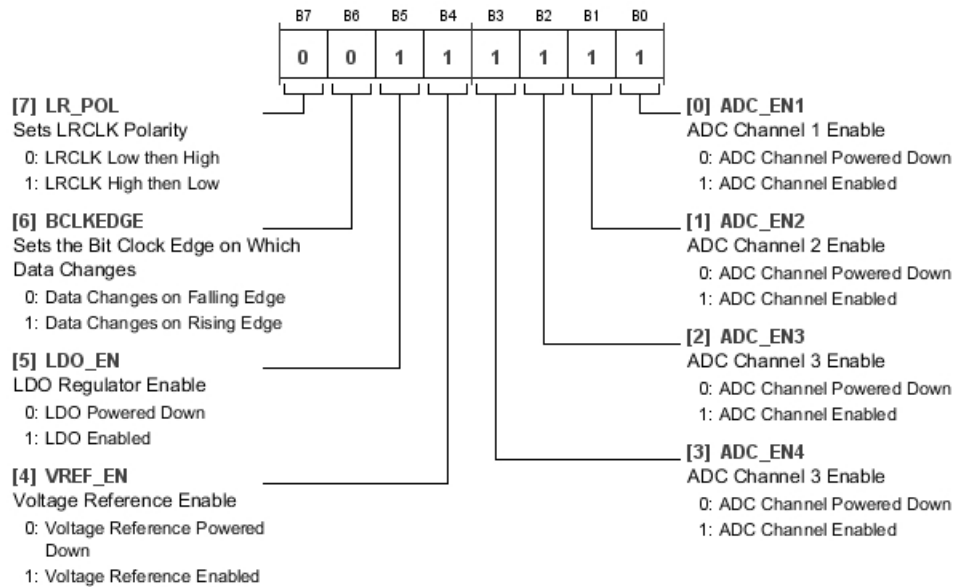 B7 B6 B5 B4 B3 B2 B1 B0
0 0 1 1 1 1 1 1
[7] LR_POL
Sets LRCLK Polarity
0: LRCLK Low then High
1: LRCLK High then Low
[6] BCLKEDGE
Sets the Bit Clock Edge on Which
Data Changes
0: Data Changes on Falling Edge
1: Data Changes on Rising Edge
[5] LDO_EN
LDO Regulator Enable
0: LDO Powered Down
1: LDO Enabled
[4] VREF_EN
Voltage Reference Enable
0: Voltage Reference Powered
Down
1: Voltage Reference Enabled
[0] ADC_EN1
ADC Channel 1 Enable
0: ADC Channel Powered Down
1: ADC Channel Enabled
[1] ADC_EN2
ADC Channel 2 Enable
0: ADC Channel Powered Down
1: ADC Channel Enabled
[2] ADC_EN3
ADC Channel 3 Enable
0: ADC Channel Powered Down
1: ADC Channel Enabled
[3] ADC_EN4
ADC Channel 3 Enable
0: ADC Channel Powered Down
1: ADC Channel Enabled